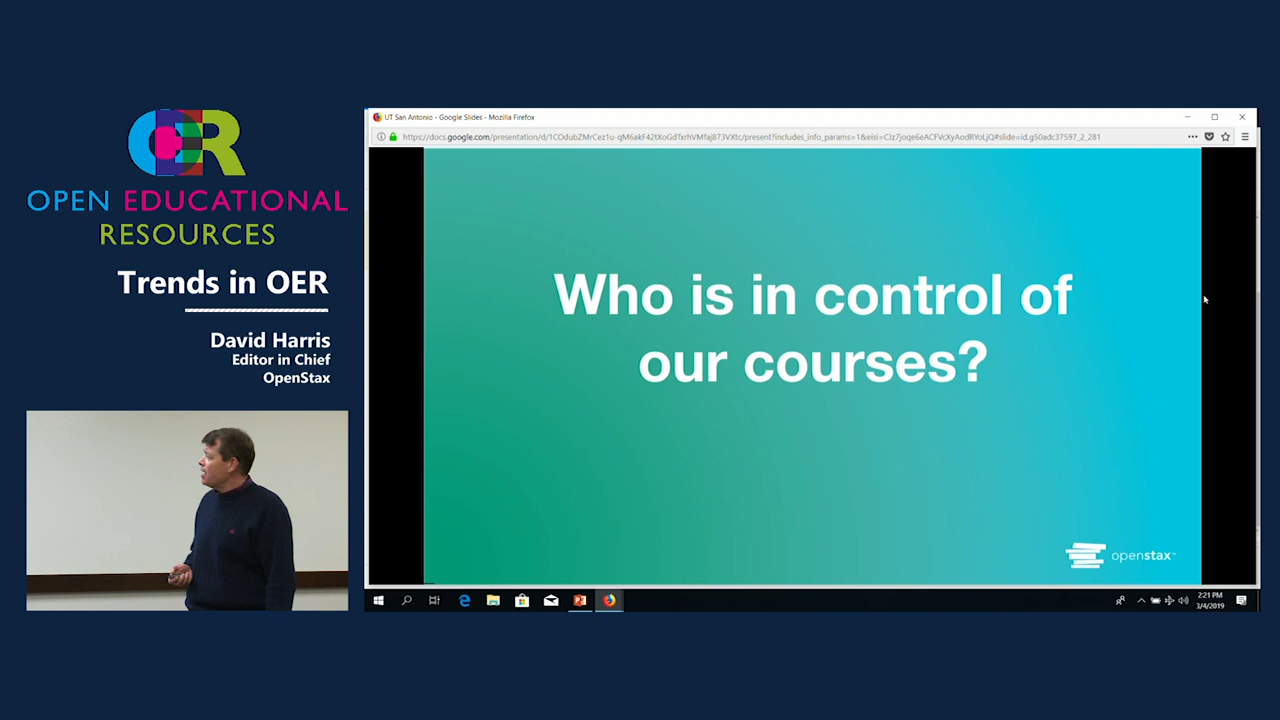 OER
OPEN EDUCATIONAL
RESOURCES
Trends in OER
David Harris
Editor in Chief
OpenStax
UT San Antonio - Google Slides - Mozilla Firefox
Who is in control of
our courses?
openstax™
2:21 PM
3/4/2019